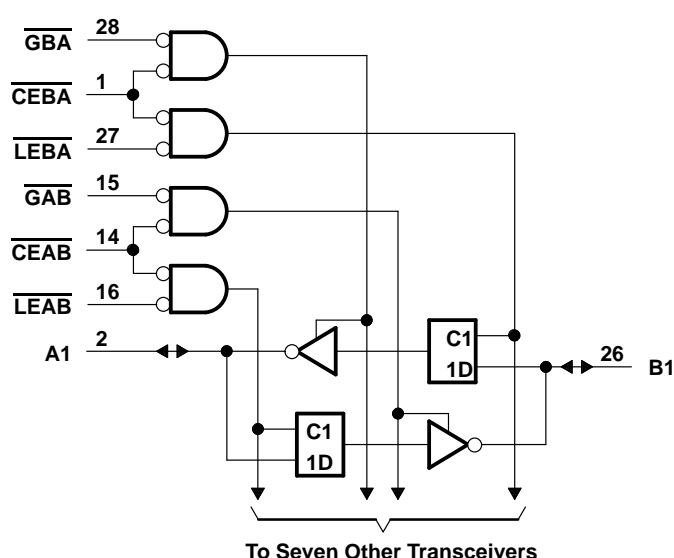 GBA 28
CEBA 1
LEBA 27
GAB 15
CEAB 14
LEAB 16
A1 2
C1
1D
26 B1
C1
1D
To Seven Other Transceivers